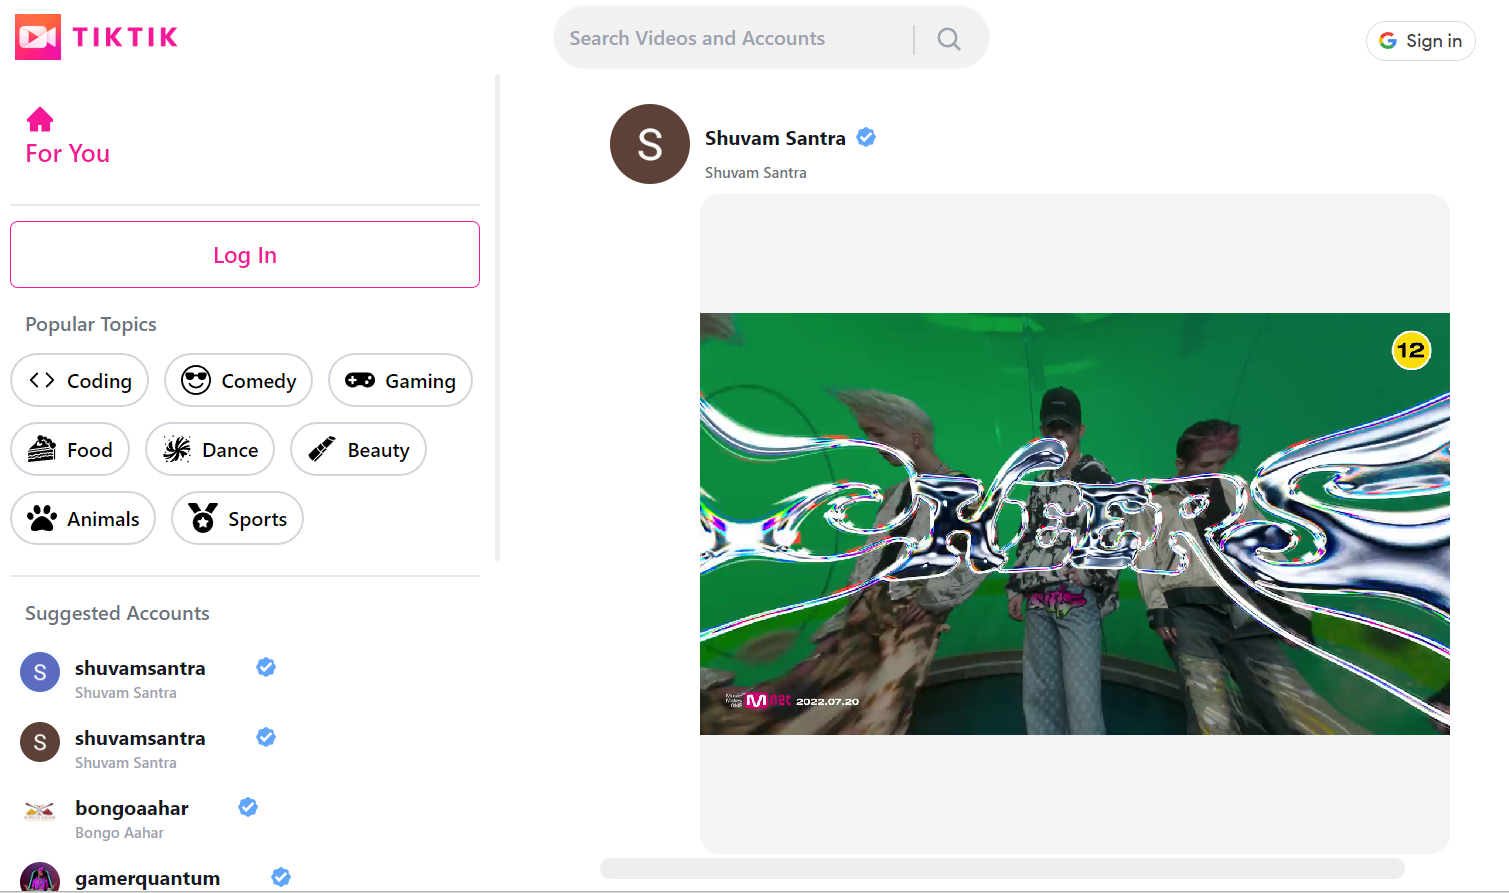 TIKTIK
Search Videos and Accounts
Sign in
For You
Log In
Popular Topics
Coding
Comedy
Gaming
Food
Dance
Beauty
Animals
Sports
Suggested Accounts
S
shuvamsantra
Shuvam Santra
S
shuvamsantra
Shuvam Santra
bongoaahar
Bongo Aahar
gamerquantum
S
Shuvam Santra
Shuvam Santra
12
CHEERS
Mnet 2022.07.20